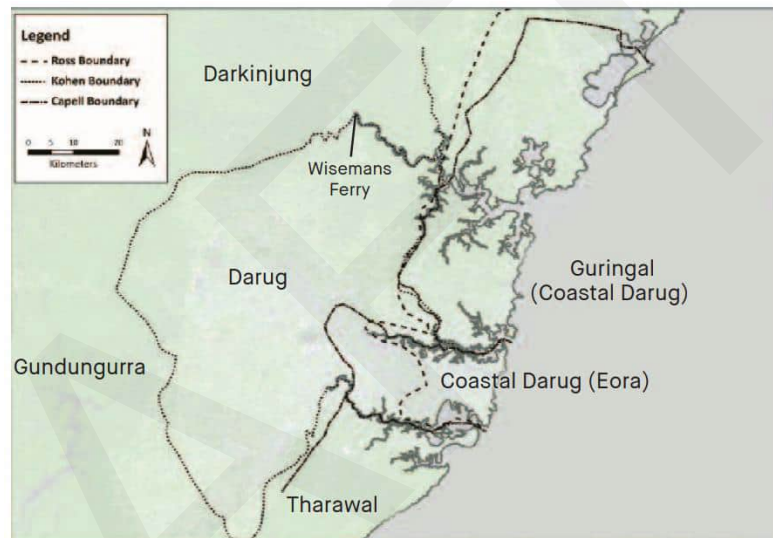 Legend
Ross Boundary
Kohen Boundary
Capell Boundary
0 5 10 20
Kilometers
N
Darkinjung
Wisemans
Ferry
Darug
Guringal
(Coastal Darug)
Gundungurra
Coastal Darug (Eora)
Tharawal